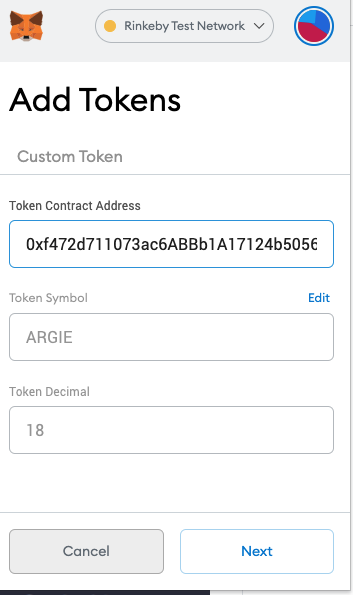 Rinkeby Test Network
Add Tokens
Custom Token
Token Contract Address
0xf472d711073ac6ABBb1A17124b5056
Token Symbol
Edit
ARGIE
Token Decimal
18
Cancel
Next